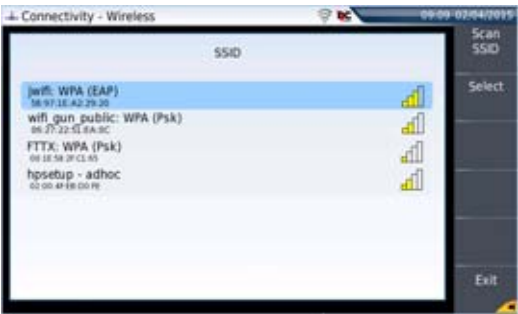 Connectivity - Wireless
09:09 02/04/2015
SSID
jwifi: WPA (EAP)
wifi_gun_public: WPA (Psk)
FTTX: WPA (Psk)
hpsetup - adhoc
Scan
SSID
Select
Exit